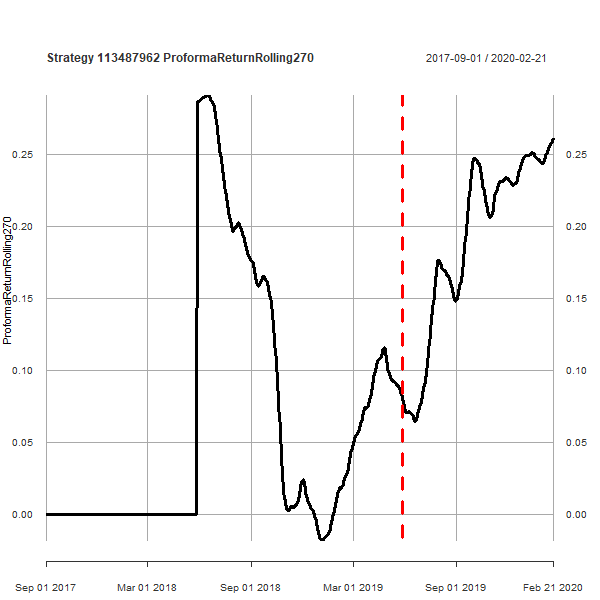 Strategy 113487962 ProformaReturnRolling270
2017-09-01 / 2020-02-21
ProformaReturnRolling270
0.25
0.20
0.15
0.10
0.05
0.00
0.25
0.20
0.15
0.10
0.05
0.00
Sep 01 2017
Mar 01 2018
Sep 01 2018
Mar 01 2019
Sep 01 2019
Feb 21 2020